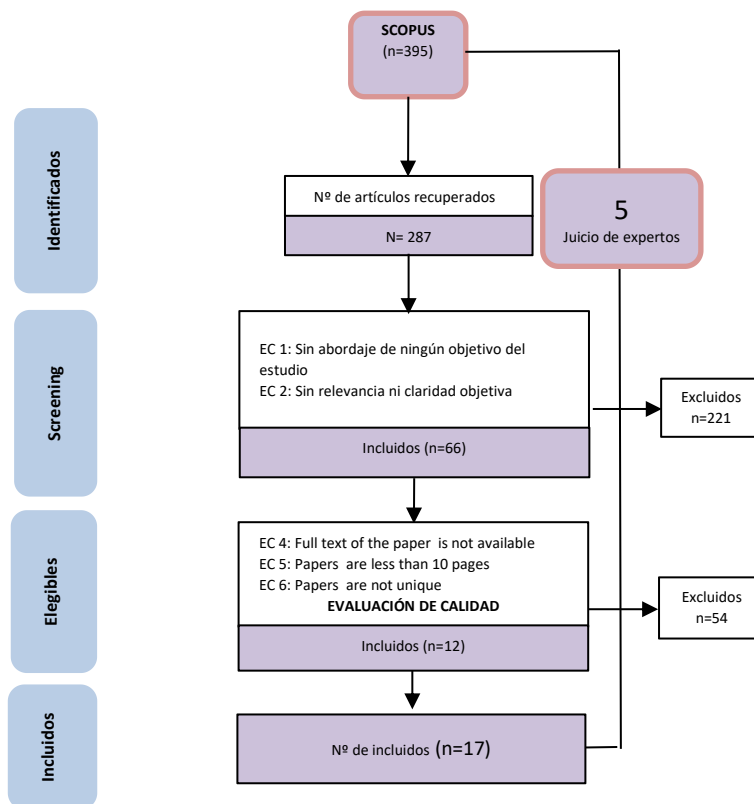 SCOPUS
(n=395)
Identificados
Nº de artículos recuperados
N= 287
5
Juicio de expertos
Screening
EC 1: Sin abordaje de ningún objetivo del
estudio
EC 2: Sin relevancia ni claridad objetiva
Incluidos (n=66)
Excluidos
n=221
Elegibles
EC 4: Full text of the paper is not available
EC 5: Papers are less than 10 pages
EC 6: Papers are not unique
EVALUACIÓN DE CALIDAD
Incluidos (n=12)
Excluidos
n=54
Incluidos
Nº de incluidos (n=17)